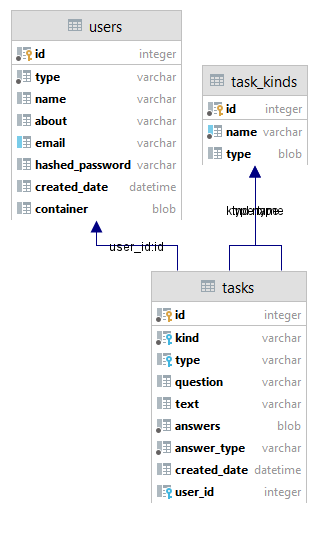 users
id integer
type varchar
name varchar
about varchar
email varchar
hashed_password varchar
created_date datetime
container blob
task_kinds
id integer
name varchar
type blob
user_id:id
tasks
id integer
kind varchar
type varchar
question varchar
text varchar
answers blob
answer_type varchar
created_date datetime
user_id integer